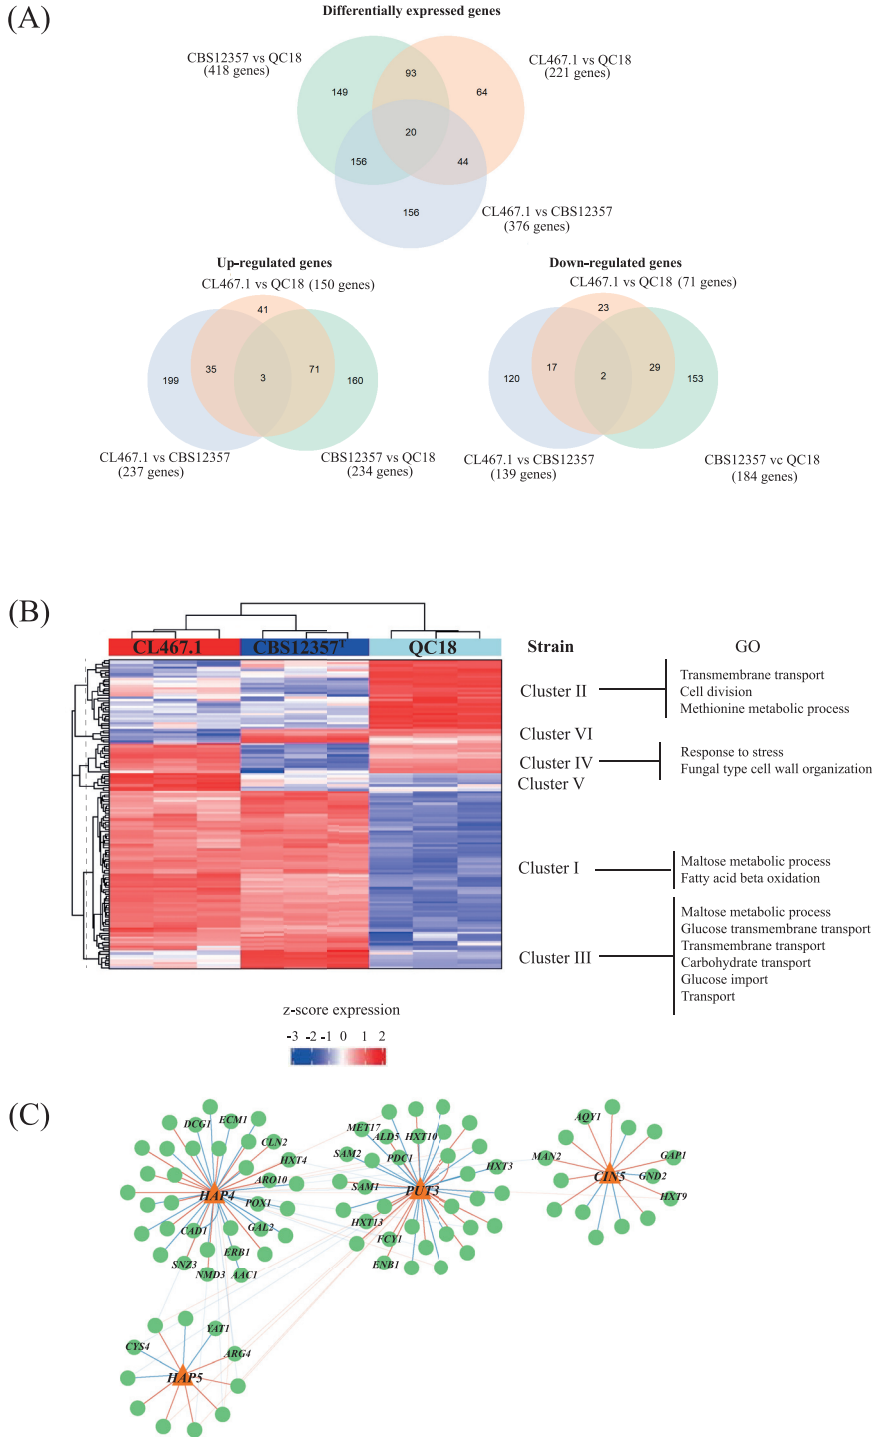 (A)
Differentially expressed genes
CBS12357 vs QC18
(418 genes)
CL467.1 vs QC18
(221 genes)
93
149
64
20
156
44
156
CL467.1 vs CBS12357
(376 genes)
Up-regulated genes
CL467.1 vs QC18 (150 genes)
41
35
71
199
3
160
CL467.1 vs CBS12357
(237 genes)
CBS12357 vs QC18
(234 genes)
Down-regulated genes
CL467.1 vs QC18 (71 genes)
23
17
29
120
2
153
CL467.1 vs CBS12357
(139 genes)
CBS12357 vc QC18
(184 genes)
(B)
CL467.1
CBS12357T
QC18
Strain
GO
Cluster II
Transmembrane transport
Cell division
Methionine metabolic process
Cluster VI
Cluster IV
Response to stress
Fungal type cell wall organization
Cluster V
Cluster I
Maltose metabolic process
Fatty acid beta oxidation
Cluster III
Maltose metabolic process
Glucose transmembrane transport
Transmembrane transport
Carbohydrate transport
Glucose import
Transport
z-score expression
-3 -2 -1 0 1 2
(C)
DCG1
ECM1
CLN2
HXT4
ARO10
HAP4
POX1
CAD1
GAL2
ERB1
SNZ3
NMD3
AAC1
MET17
ALD5
HXT10
SAM2
PDC1
HXT3
SAM1
PUT3
HXT13
FCY1
ENB1
AQY1
MAN2
GAP1
CIN5
GND2
HXT9
YAT1
CYS4
ARG4
HAP5